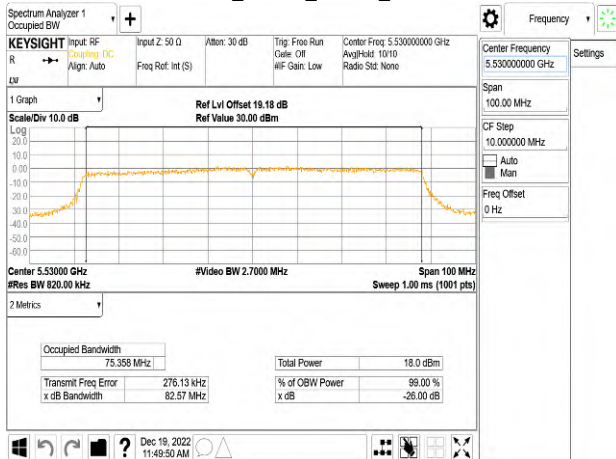 Spectrum Analyzer 1
Occupied BW
KEYSIGHT
R
Input: RF
Coupling: DC
Align: Auto
Input Z: 50 Ω
Freq Ref: Int (S)
Atten: 30 dB
Trig: Free Run
Gate: Off
#IF Gain: Low
Center Freq: 5.530000000 GHz
Avg|Hold: 10/10
Radio Std: None
1 Graph
Scale/Div 10.0 dB
Ref Lvl Offset 19.18 dB
Ref Value 30.00 dBm
Log
20.0
10.0
0.00
-10.0
-20.0
-30.0
-40.0
-50.0
-60.0
Center 5.53000 GHz
#Video BW 2.7000 MHz
Span 100 MHz
#Res BW 820.00 kHz
Sweep 1.00 ms (1001 pts)
2 Metrics
Occupied Bandwidth
75.358 MHz
Total Power 18.0 dBm
Transmit Freq Error 276.13 kHz
% of OBW Power 99.00 %
x dB Bandwidth 82.57 MHz
x dB -26.00 dB
?
Dec 19, 2022
11:49:50 AM
Frequency
Center Frequency
5.530000000 GHz
Settings
Span
100.00 MHz
CF Step
10.000000 MHz
Auto
Man
Freq Offset
0 Hz